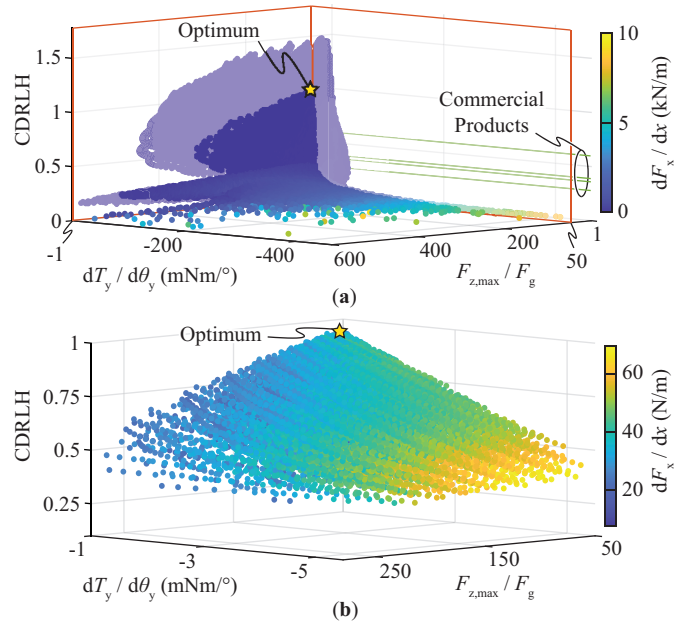 Optimum
Commercial
Products
CDRLH
1.5
1
0.5
0
-1
-200
-400
600
400
200
50
1
dT_y / dθ_y (mNm/°)
F_z,max / F_g
10
5
0
dF_x / dx (kN/m)
(a)
Optimum
CDRLH
1
0.75
0.5
0.25
-1
-3
-5
250
150
50
dT_y / dθ_y (mNm/°)
F_z,max / F_g
60
40
20
dF_x / dx (N/m)
(b)